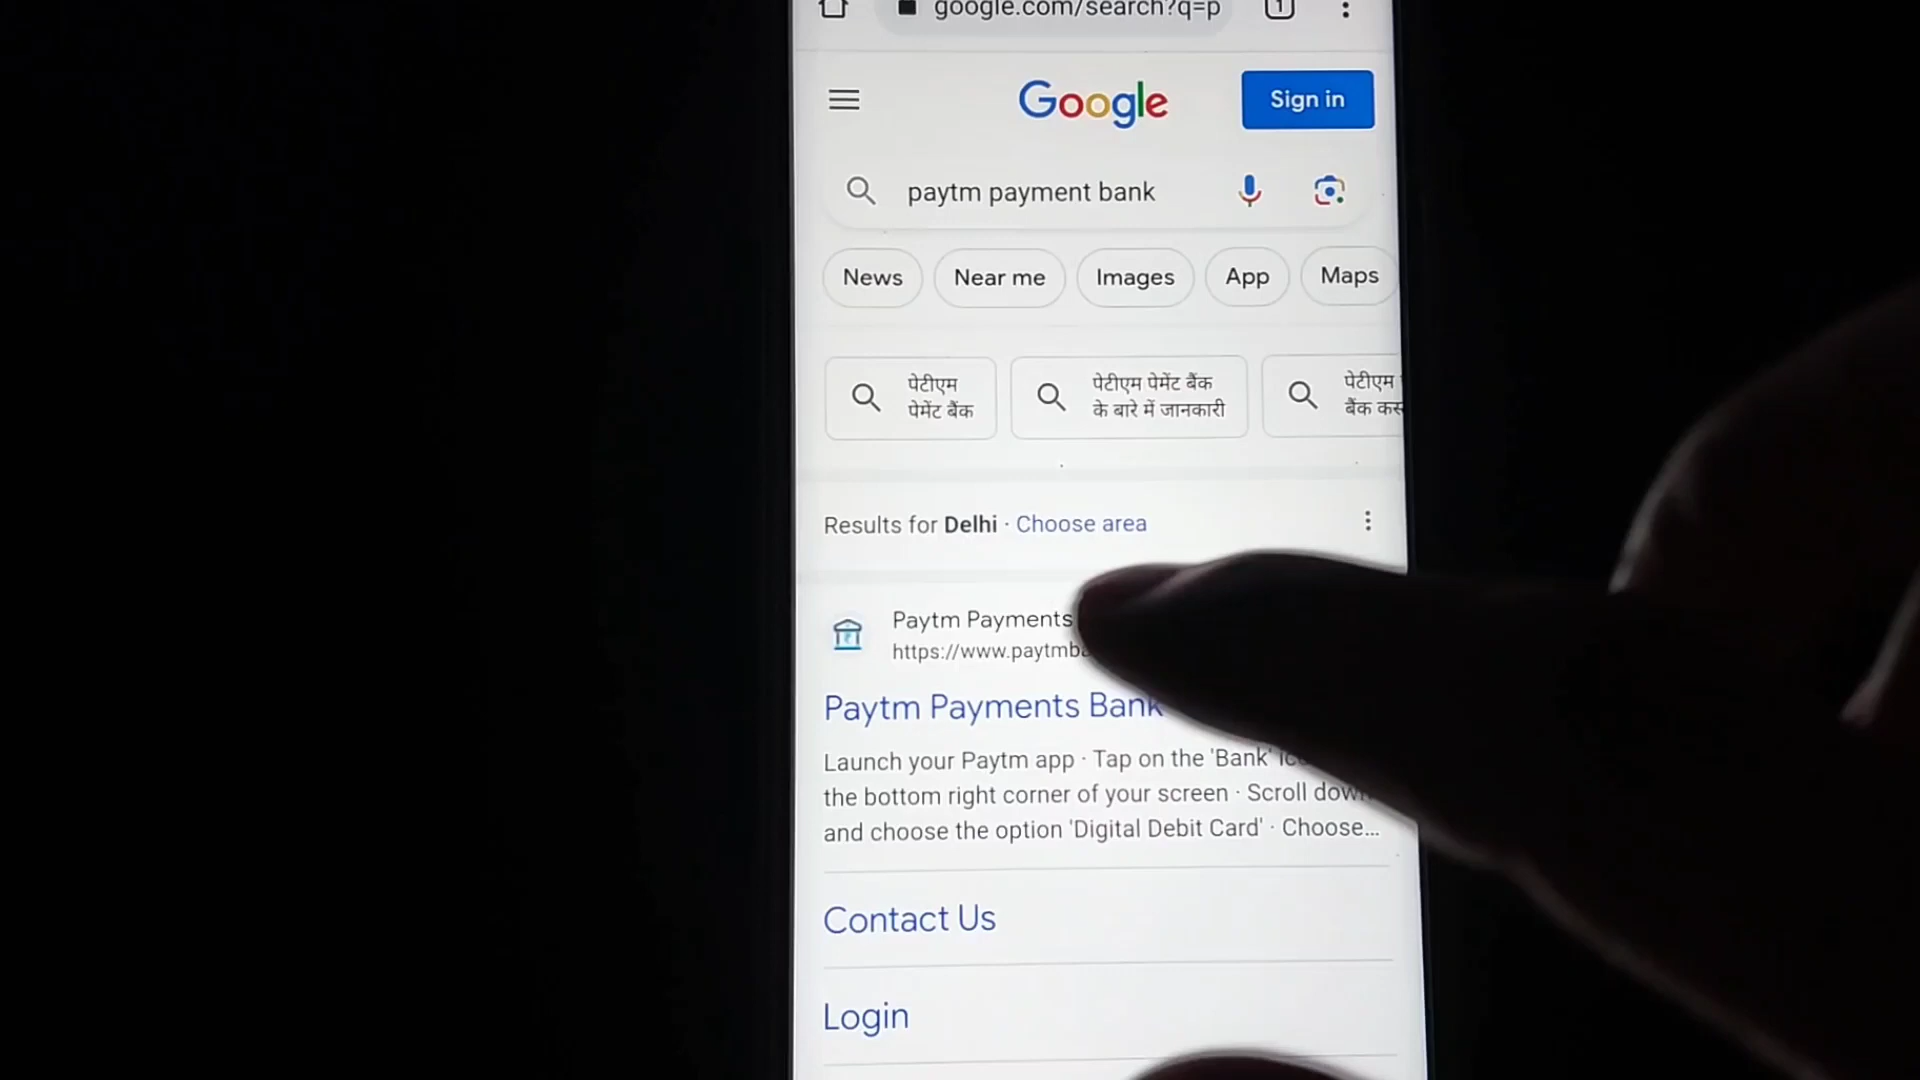 google.com/search?q=p
1
Google
Sign in
paytm payment bank
News
Near me
Images
App
Maps
पेटीएम
पेमेंट बैंक
पेटीएम पेमेंट बैंक
के बारे में जानकारी
पेटीएम
बैंक
Results for Delhi · Choose area
Paytm Payments
https://www.paytmba
Paytm Payments Bank
Launch your Paytm app · Tap on the 'Bank'
the bottom right corner of your screen · Scroll down
and choose the option 'Digital Debit Card' · Choose...
Contact Us
Login